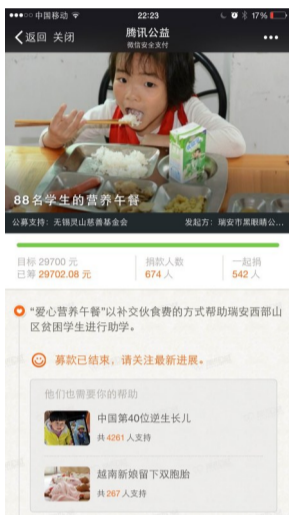 中国移动 22:23 17%
返回 关闭 腾讯公益
微信安全支付
88名学生的营养午餐
公募支持：无锡灵山慈善基金会 发起方：瑞安市黑眼睛公...
目标 29700 元 捐款人数 一起捐
已筹 29702.08 元 674 人 542 人
“爱心营养午餐”以补交伙食费的方式帮助瑞安西部山
区贫困学生进行助学。
募款已结束，请关注最新进展。
他们也需要你的帮助
中国第40位逆生长儿
共 4261 人支持
越南新娘留下双胞胎
共 267 人支持